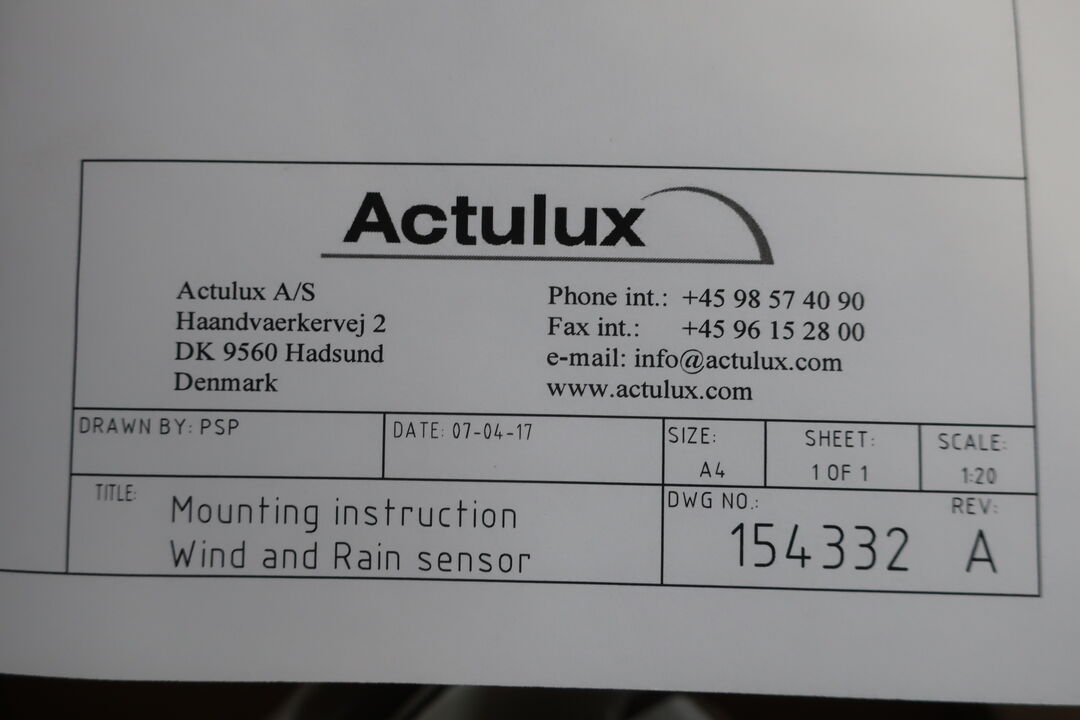 Actulux
Actulux A/S
Haandvaerkervej 2
DK 9560 Hadsund
Denmark
Phone int.: +45 98 57 40 90
Fax int.: +45 96 15 28 00
e-mail: info@actulux.com
www.actulux.com
DRAWN BY: PSP
DATE: 07-04-17
SIZE:
A4
SHEET:
1 OF 1
SCALE:
1:20
TITLE:
Mounting instruction
Wind and Rain sensor
DWG NO.:
154332
REV:
A